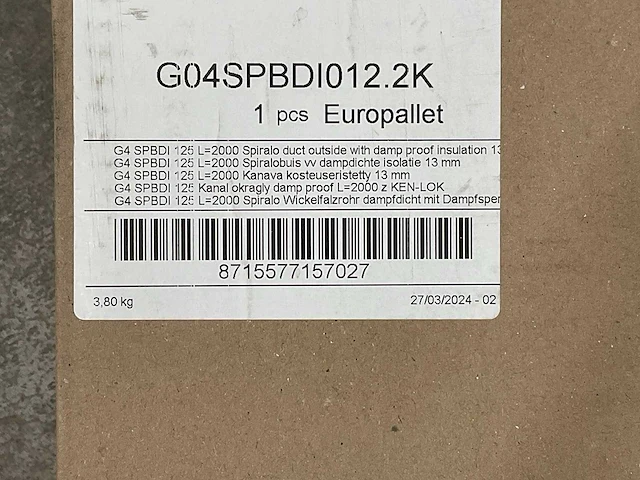 G04SPBDI012.2K
1 pcs Europallet
G4 SPBDI 125 L=2000 Spiralo duct outside with damp proof insulation 13
G4 SPBDI 125 L=2000 Spiralobuis vv dampdichte isolatie 13 mm
G4 SPBDI 125 L=2000 Kanava kosteuseristetty 13 mm
G4 SPBDI 125 Kanal okragly damp proof L=2000 z KEN-LOK
G4 SPBDI 125 L=2000 Spiralo Wickelfalzrohr dampfdicht mit Dampfsper
8715577157027
3,80 kg 27/03/2024 - 02